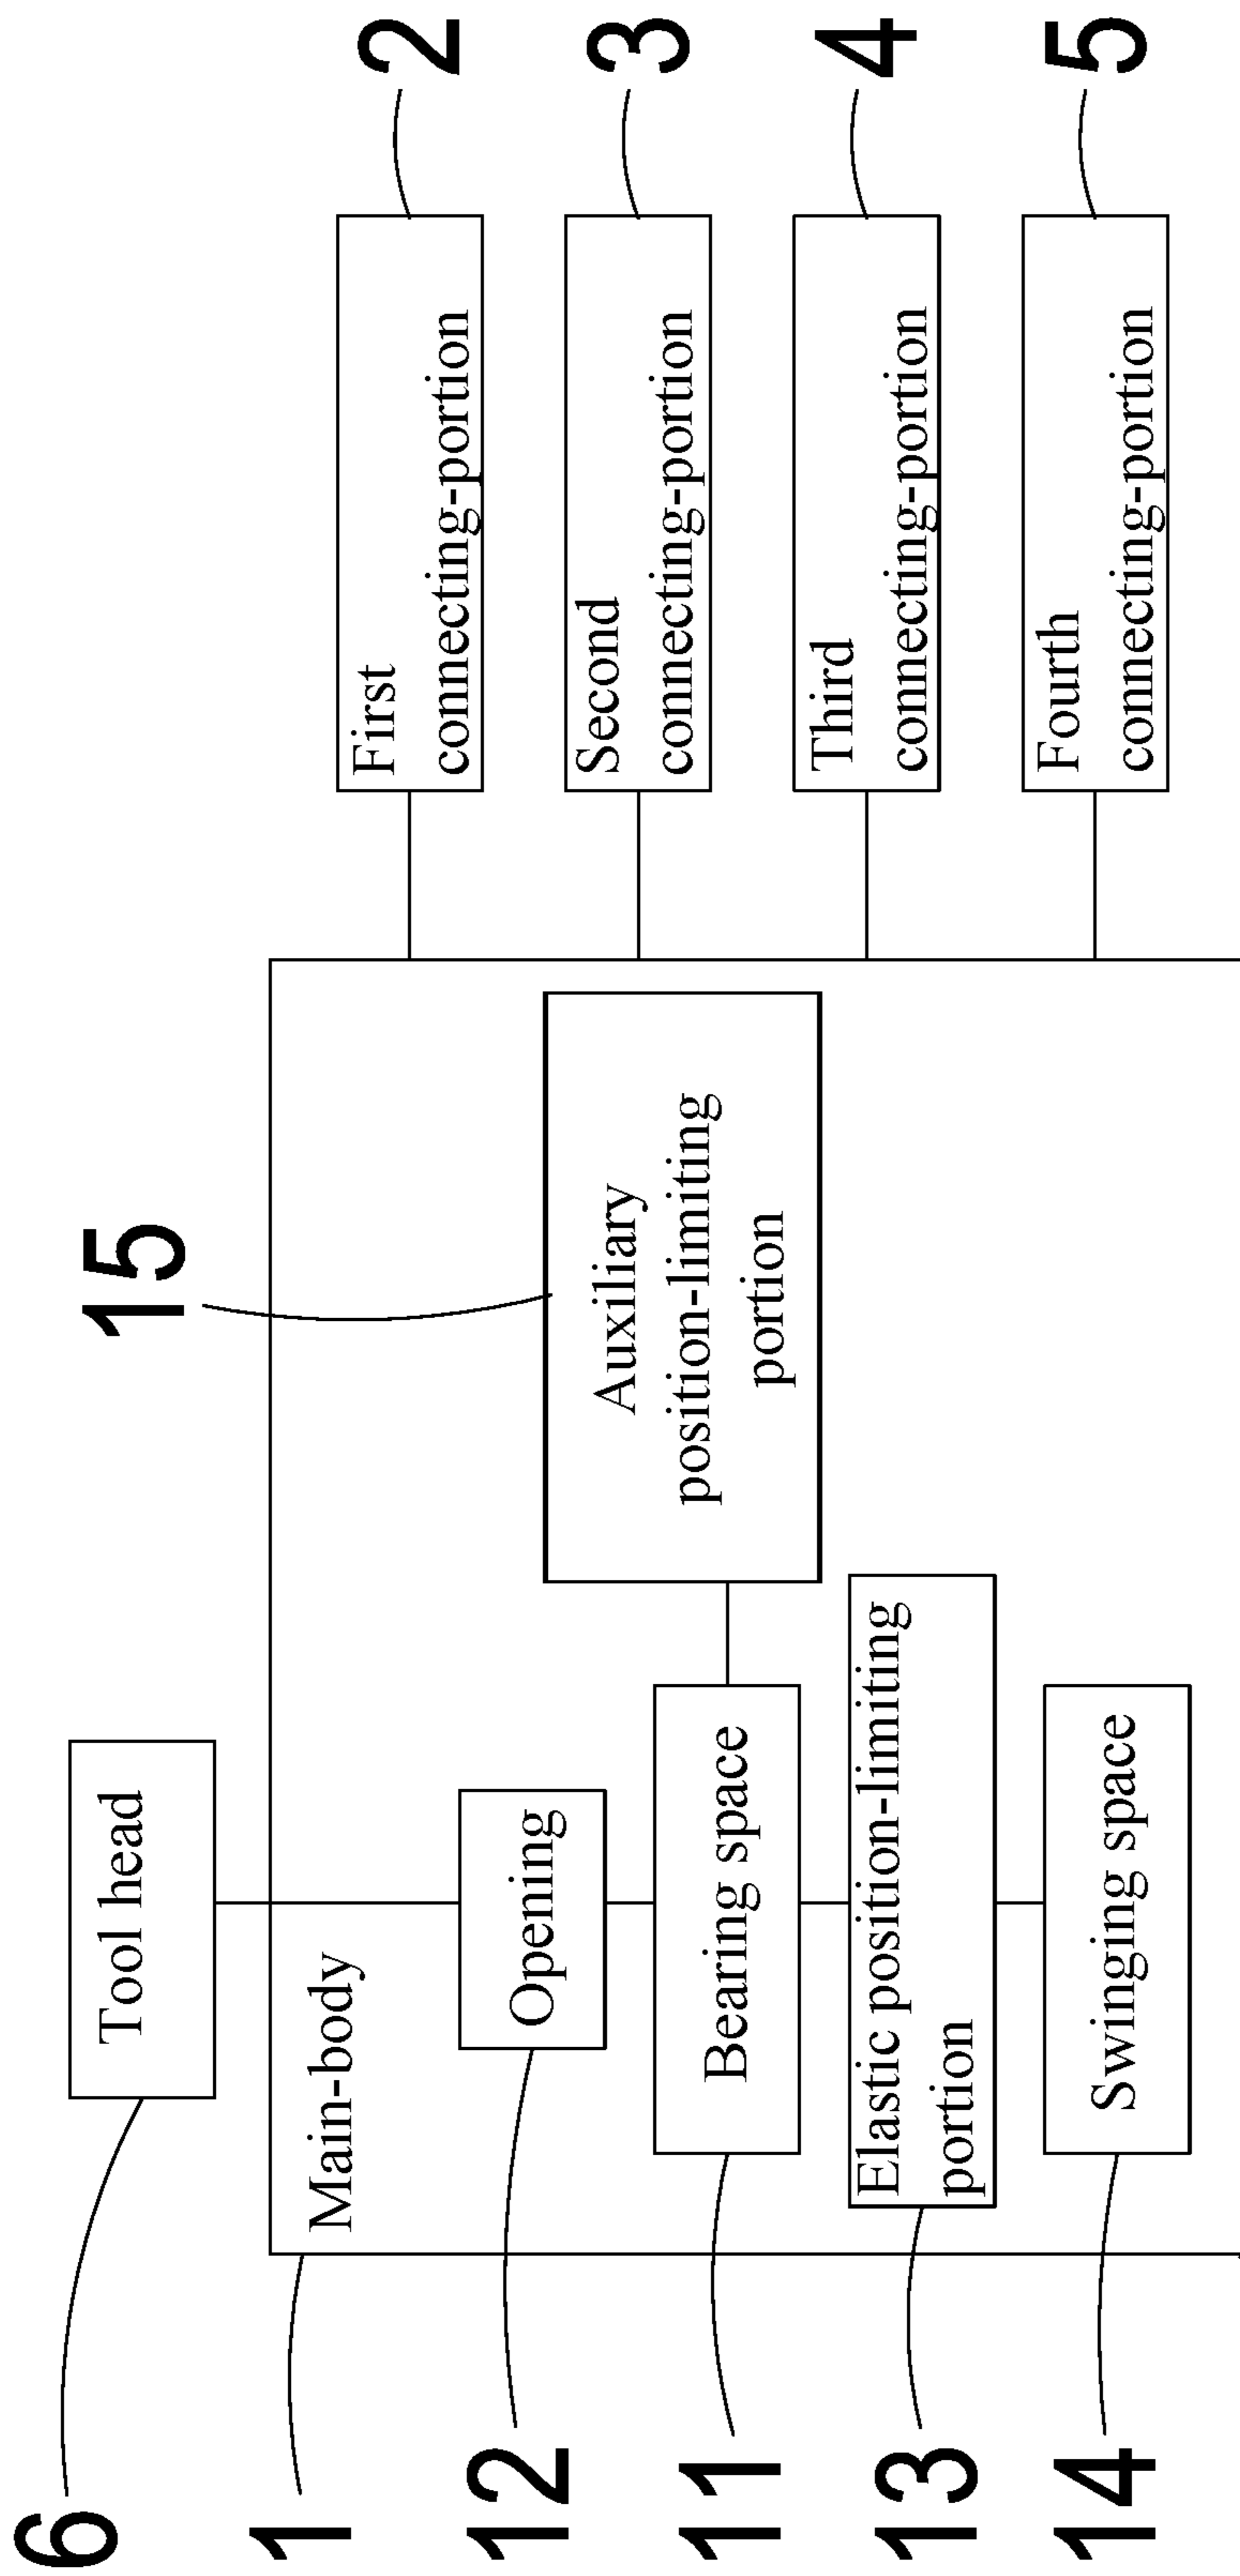 6
Tool head
15
1
Main-body
12
Opening
11
Bearing space
13
Elastic position-limiting
portion
14
Swinging space
Auxiliary
position-limiting
portion
First
connecting-portion
2
Second
connecting-portion
3
Third
connecting-portion
4
Fourth
connecting-portion
5